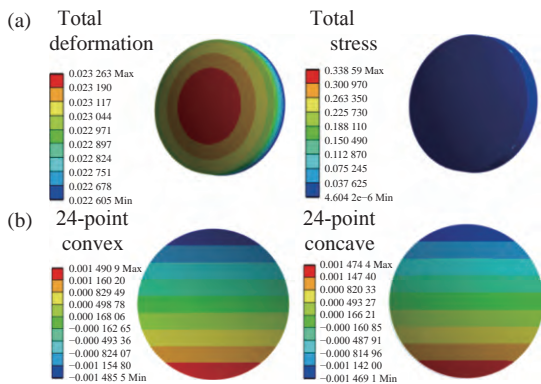 (a) Total deformation
0.023 263 Max
0.023 190
0.023 117
0.023 044
0.022 971
0.022 897
0.022 824
0.022 751
0.022 678
0.022 605 Min
Total stress
0.338 59 Max
0.300 970
0.263 350
0.225 730
0.188 110
0.150 490
0.112 870
0.075 245
0.037 625
4.604 2e-6 Min
(b) 24-point convex
0.001 490 9 Max
0.001 160 20
0.000 829 49
0.000 498 78
0.000 168 06
−0.000 162 65
−0.000 493 36
−0.000 824 07
−0.001 154 80
−0.001 485 5 Min
24-point concave
0.001 474 4 Max
0.001 147 40
0.000 820 33
0.000 493 27
0.000 166 21
−0.000 160 85
−0.000 487 91
−0.000 814 96
−0.001 142 00
−0.001 469 1 Min